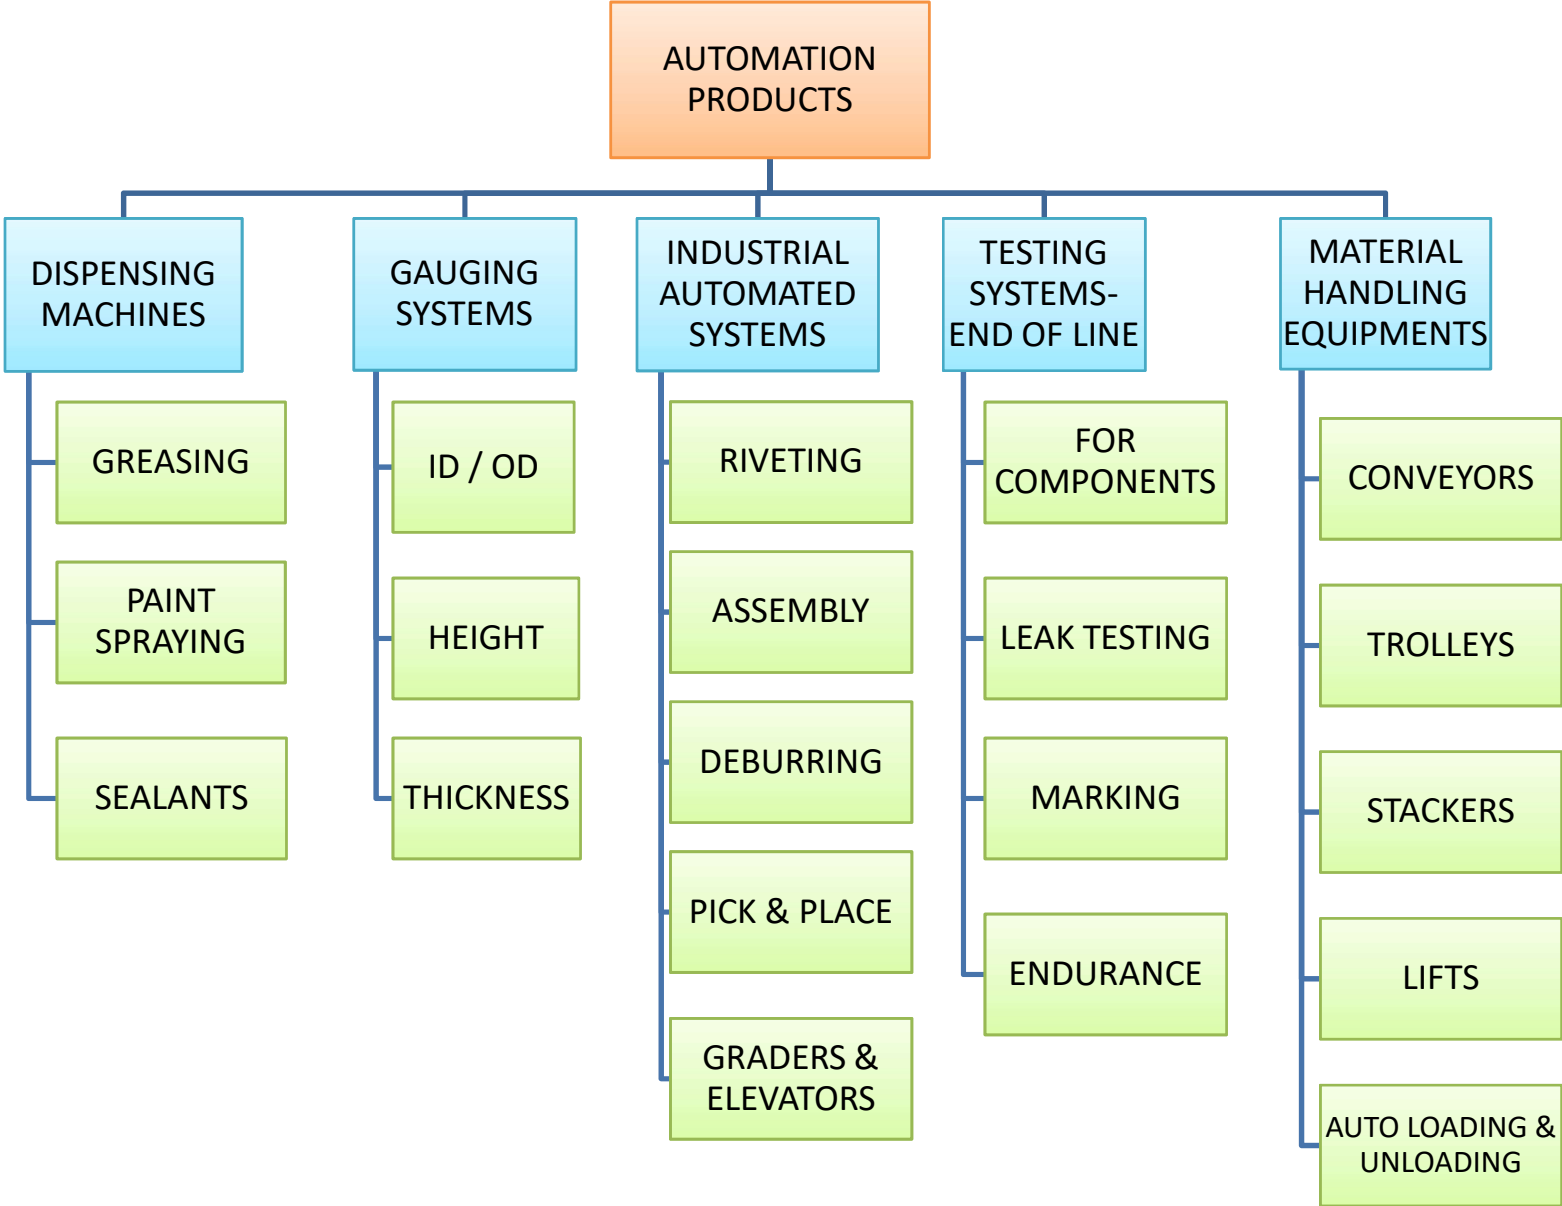 AUTOMATION
PRODUCTS
DISPENSING
MACHINES
GREASING
PAINT
SPRAYING
SEALANTS
GAUGING
SYSTEMS
ID / OD
HEIGHT
THICKNESS
INDUSTRIAL
AUTOMATED
SYSTEMS
RIVETING
ASSEMBLY
DEBURRING
PICK & PLACE
GRADERS &
ELEVATORS
TESTING
SYSTEMS-
END OF LINE
FOR
COMPONENTS
LEAK TESTING
MARKING
ENDURANCE
MATERIAL
HANDLING
EQUIPMENTS
CONVEYORS
TROLLEYS
STACKERS
LIFTS
AUTO LOADING &
UNLOADING